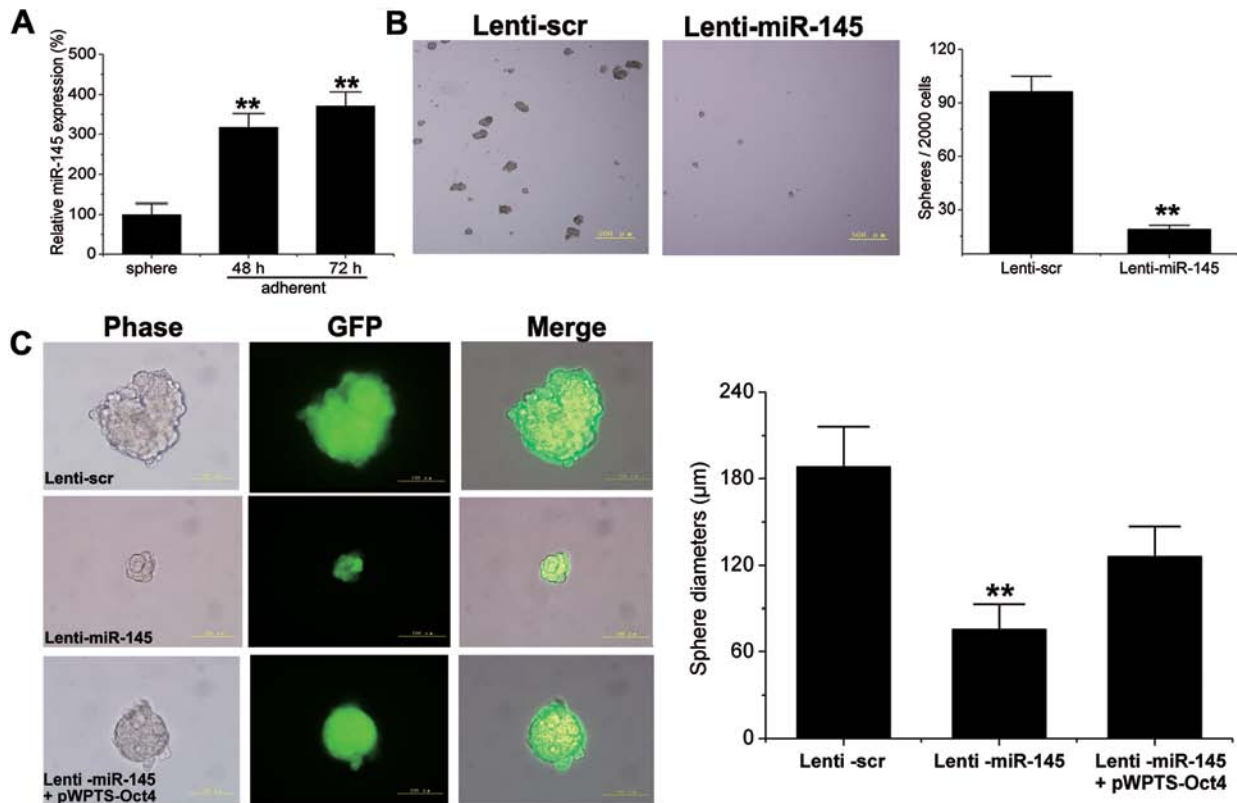 A
Relative miR-145 expression (%)
500
400
300
200
100
0
**
**
sphere
48 h
72 h
adherent
B
Lenti-scr
Lenti-miR-145
500 µm
Spheres / 2000 cells
120
90
60
30
**
Lenti-scr
Lenti-miR-145
C
Phase
GFP
Merge
Lenti-scr
Lenti-miR-145
Lenti -miR-145
+ pWPTS-Oct4
Sphere diameters (µm)
240
180
120
60
0
**
Lenti -scr
Lenti -miR-145
Lenti -miR-145
+ pWPTS-Oct4